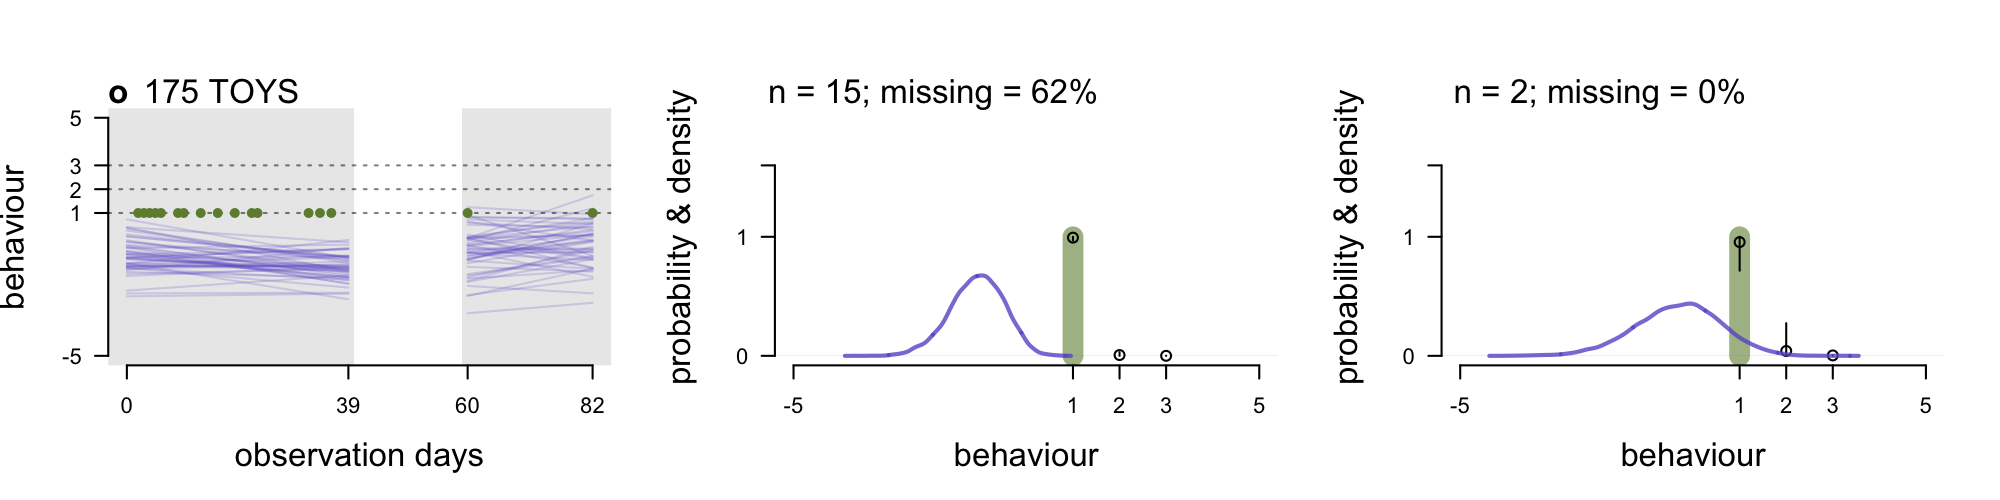 o 175 TOYS
behaviour
5
3
2
1
-5
0 39 60 82
observation days
n = 15; missing = 62%
probability & density
1
0
-5 1 2 3 5
behaviour
n = 2; missing = 0%
probability & density
1
0
-5 1 2 3 5
behaviour